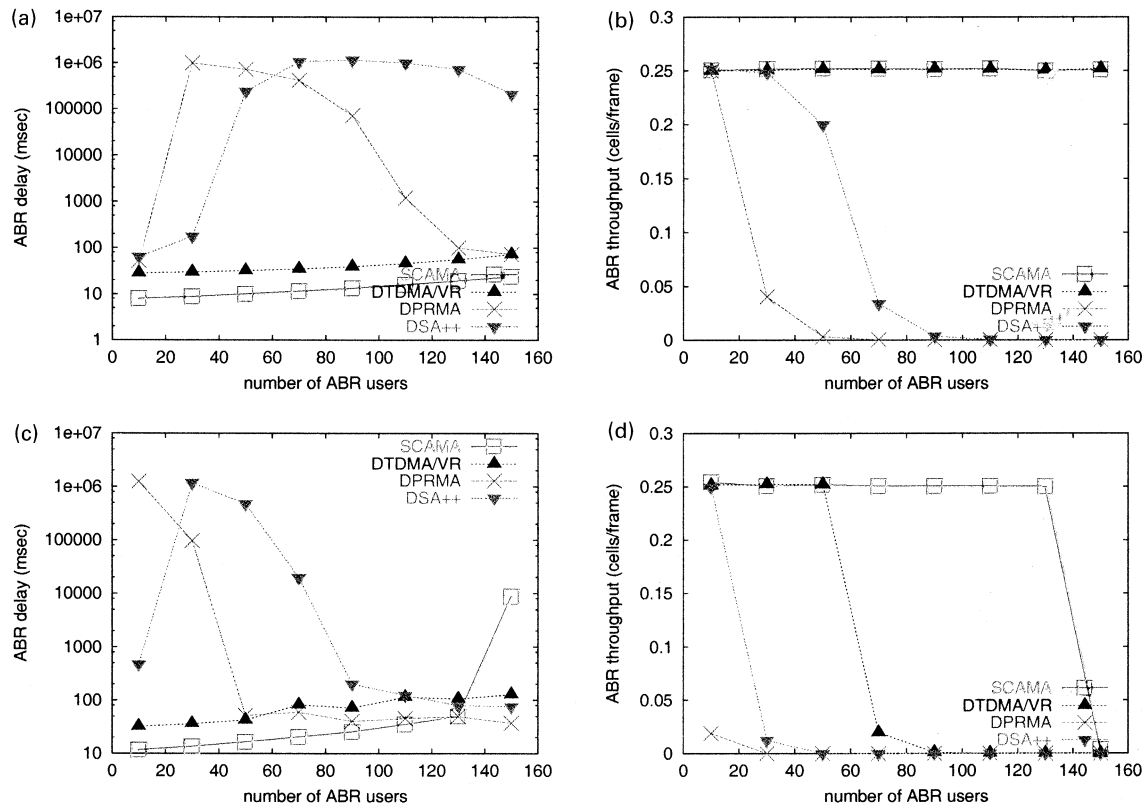 (a)
1e+07
1e+06
100000
10000
1000
100
10
1
ABR delay (msec)
SCAMA
DTDMA/VR
DPRMA
DSA++
0 20 40 60 80 100 120 140 160
number of ABR users
(b)
0.3
0.25
0.2
0.15
0.1
0.05
0
ABR throughput (cells/frame)
SCAMA
DTDMA/VR
DPRMA
DSA++
0 20 40 60 80 100 120 140 160
number of ABR users
(c)
1e+07
1e+06
100000
10000
1000
100
10
ABR delay (msec)
SCAMA
DTDMA/VR
DPRMA
DSA++
0 20 40 60 80 100 120 140 160
number of ABR users
(d)
0.3
0.25
0.2
0.15
0.1
0.05
0
ABR throughput (cells/frame)
SCAMA
DTDMA/VR
DPRMA
DSA++
0 20 40 60 80 100 120 140 160
number of ABR users